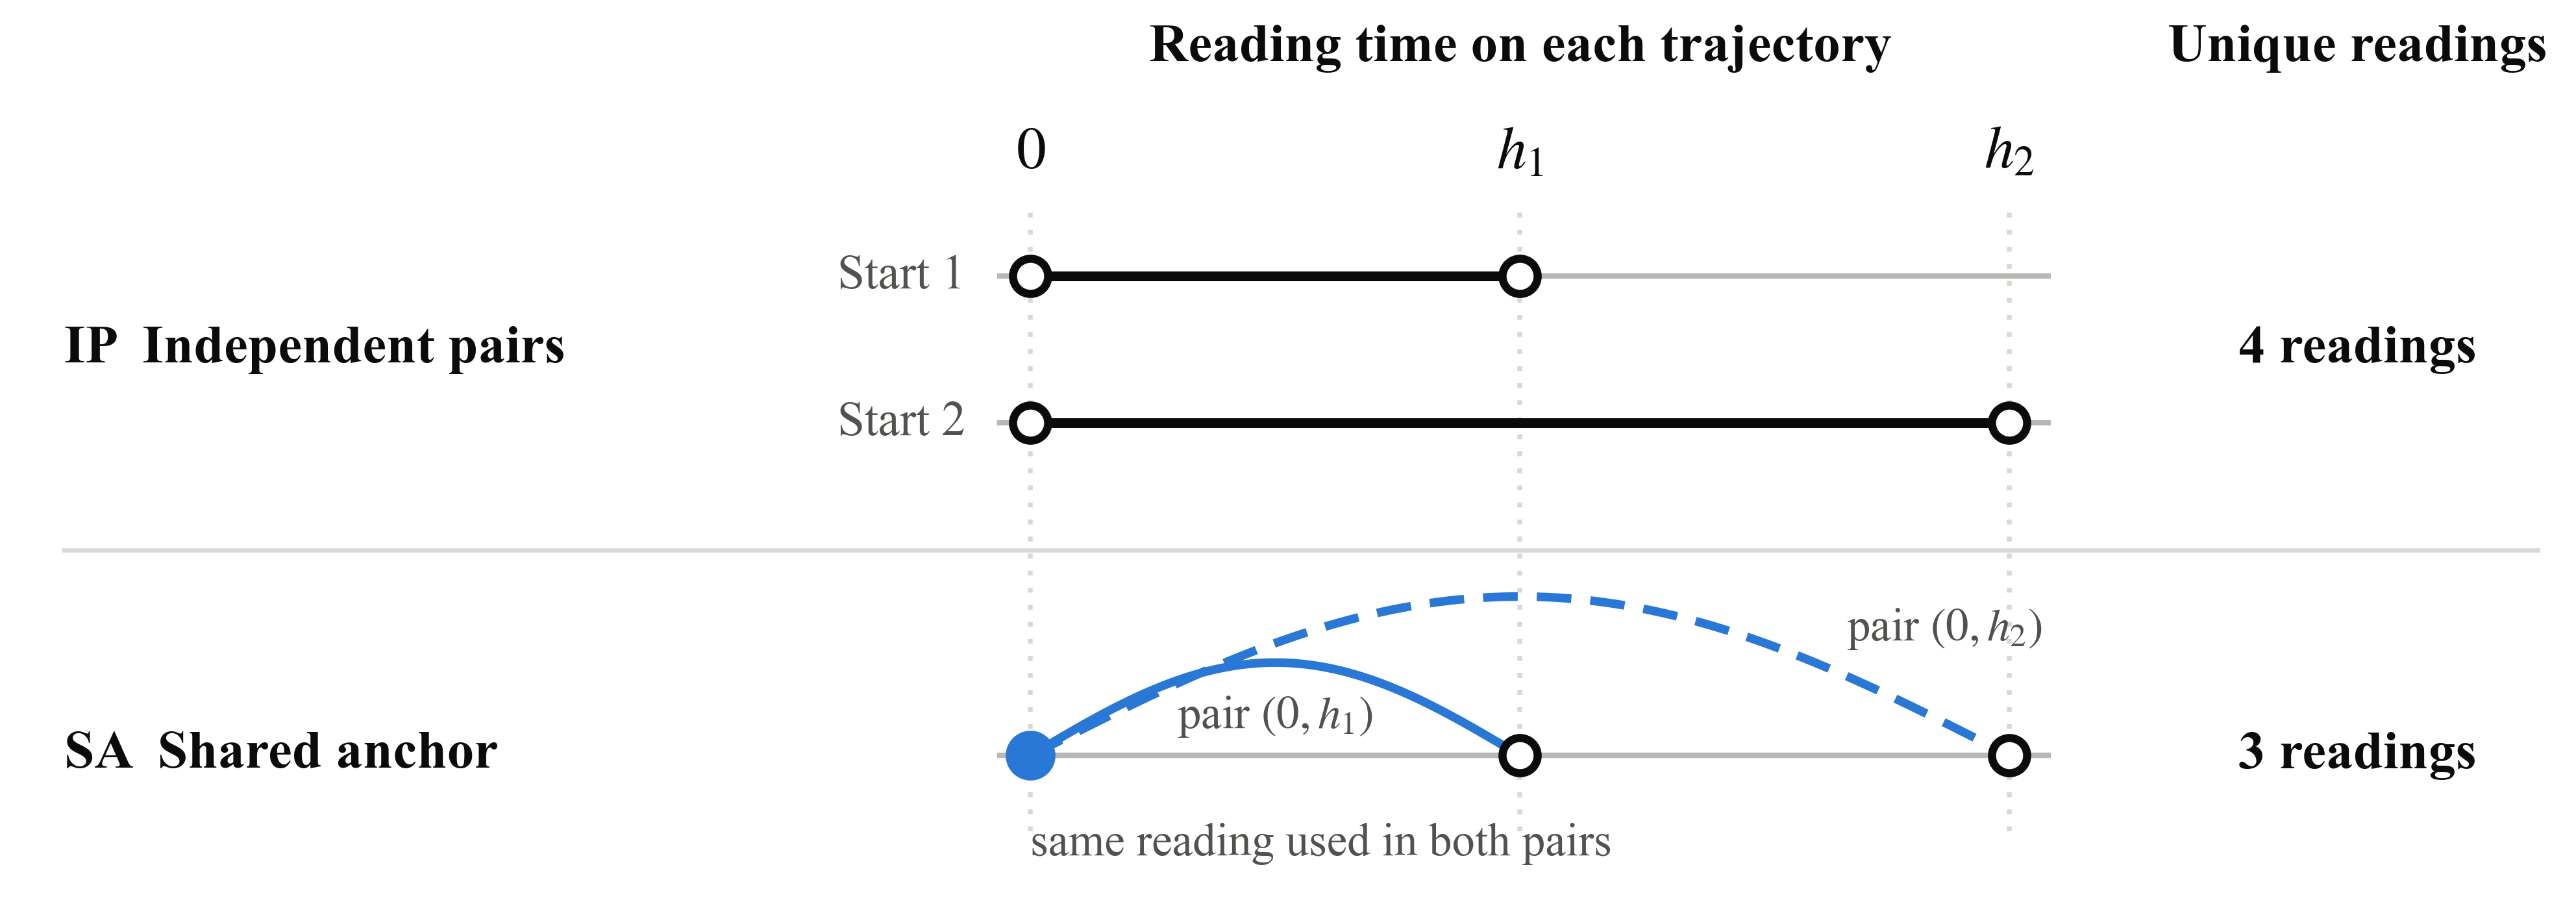 Reading time on each trajectory
Unique readings
0
h₁
h₂
Start 1
IP Independent pairs
4 readings
Start 2
pair (0, h₂)
pair (0, h₁)
SA Shared anchor
3 readings
same reading used in both pairs